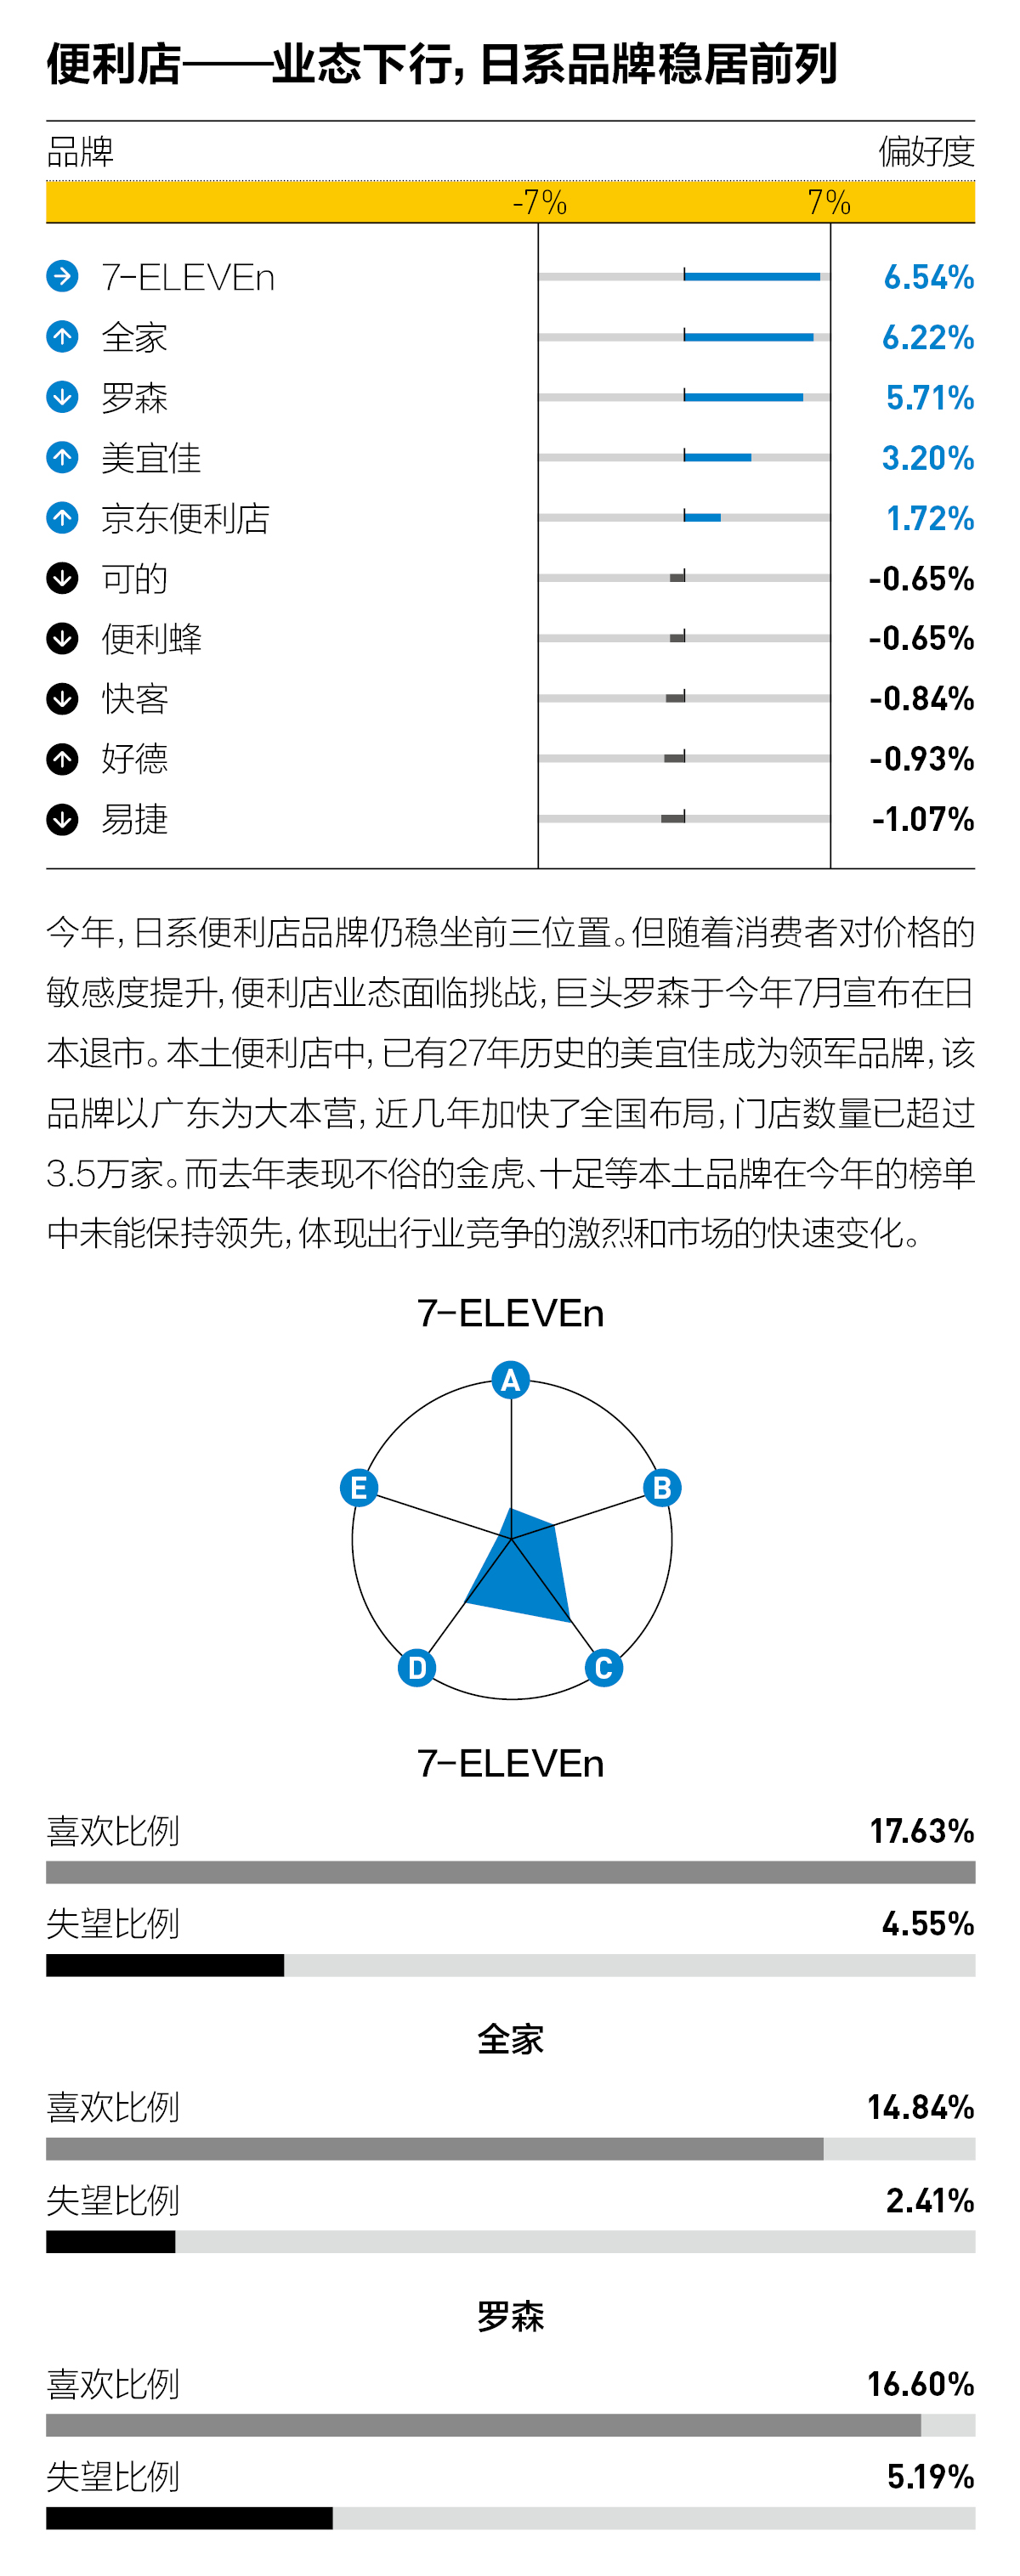 便利店——业态下行，日系品牌稳居前列
品牌 偏好度
-7% 7%
7-ELEVEn 6.54%
全家 6.22%
罗森 5.71%
美宜佳 3.20%
京东便利店 1.72%
可的 -0.65%
便利蜂 -0.65%
快客 -0.84%
好德 -0.93%
易捷 -1.07%
今年，日系便利店品牌仍稳坐前三位置。但随着消费者对价格的
敏感度提升，便利店业态面临挑战，巨头罗森于今年7月宣布在日
本退市。本土便利店中，已有27年历史的美宜佳成为领军品牌，该
品牌以广东为大本营，近几年加快了全国布局，门店数量已超过
3.5万家。而去年表现不俗的金虎、十足等本土品牌在今年的榜单
中未能保持领先，体现出行业竞争的激烈和市场的快速变化。
7-ELEVEn
A
E B
D C
7-ELEVEn
喜欢比例 17.63%
失望比例 4.55%
全家
喜欢比例 14.84%
失望比例 2.41%
罗森
喜欢比例 16.60%
失望比例 5.19%